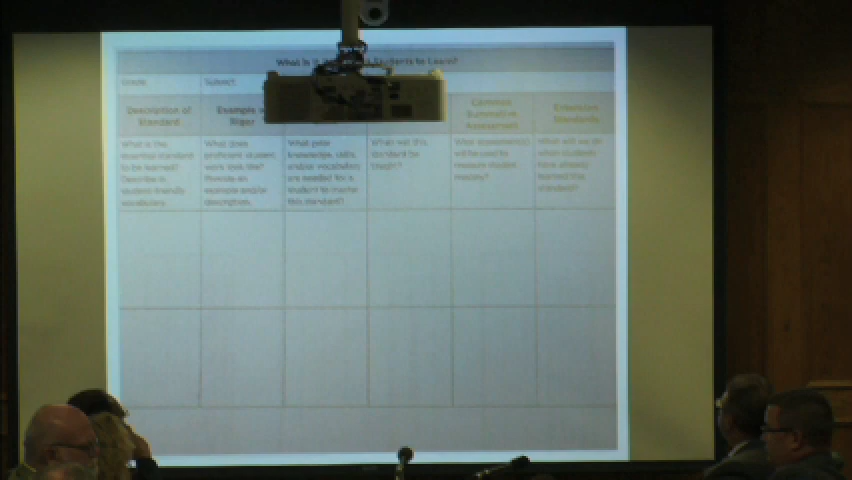 What is it Students to Learn?
Grade: Subject:
Description of
Standard
Example
Rigor
Common
Summative
Assessment
Extension
Standards
What is the
essential standard
to be learned?
Describe in
student-friendly
vocabulary.
What does
proficient student
work look like?
Provide an
example and/or
description.
What prior
knowledge, skills,
and/or vocabulary
are needed for a
student to master
this standard?
When will this
standard be
taught?
What assessment(s)
will be used to
measure student
mastery?
What will we do
when students
have already
learned this
standard?